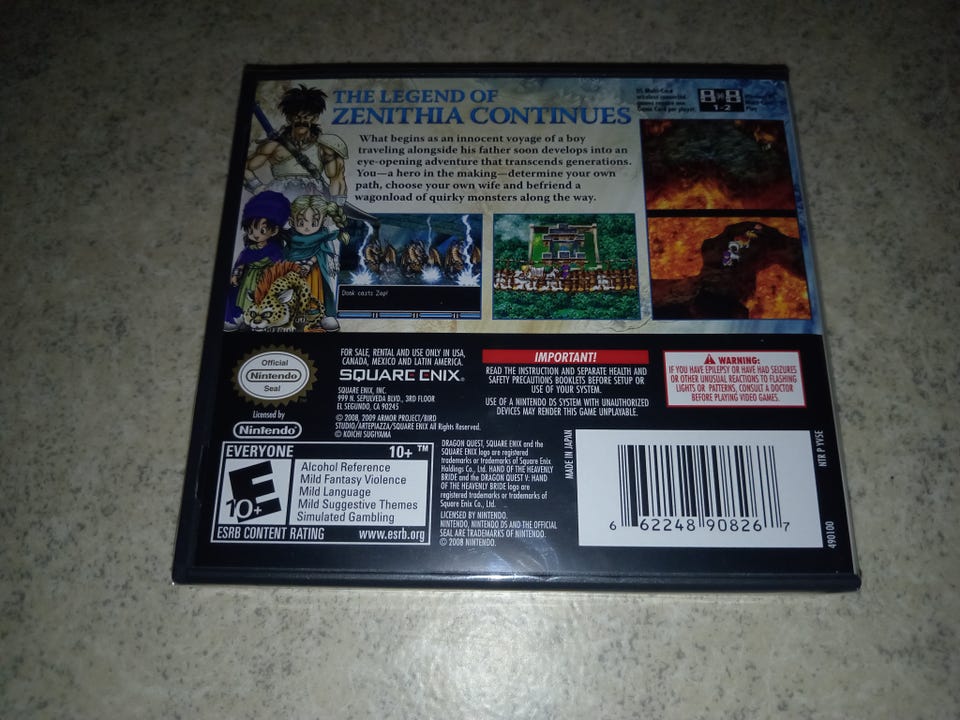 THE LEGEND OF
ZENITHIA CONTINUES
What begins as an innocent voyage of a boy
traveling alongside his father soon develops into an
eye-opening adventure that transcends generations.
You—a hero in the making—determine your own
path, choose your own wife and befriend a
wagonload of quirky monsters along the way.
1-2
Donk casts Zap!
Official
Nintendo
Seal
Licensed by
Nintendo
FOR SALE, RENTAL AND USE ONLY IN USA,
CANADA, MEXICO AND LATIN AMERICA.
SQUARE ENIX.
SQUARE ENIX, INC.
999 N. SEPULVEDA BLVD., 3RD FLOOR
EL SEGUNDO, CA 90245
© 2008, 2009 ARMOR PROJECT/BIRD
STUDIO/ARTEPIAZZA/SQUARE ENIX All Rights Reserved.
© KOICHI SUGIYAMA
IMPORTANT!
READ THE INSTRUCTION AND SEPARATE HEALTH AND
SAFETY PRECAUTIONS BOOKLETS BEFORE SETUP OR
USE OF YOUR SYSTEM.
USE OF A NINTENDO DS SYSTEM WITH UNAUTHORIZED
DEVICES MAY RENDER THIS GAME UNPLAYABLE.
WARNING:
IF YOU HAVE EPILEPSY OR HAVE HAD SEIZURES
OR OTHER UNUSUAL REACTIONS TO FLASHING
LIGHTS OR PATTERNS, CONSULT A DOCTOR
BEFORE PLAYING VIDEO GAMES.
EVERYONE 10+ ™
E
10+
Alcohol Reference
Mild Fantasy Violence
Mild Language
Mild Suggestive Themes
Simulated Gambling
ESRB CONTENT RATING www.esrb.org
DRAGON QUEST, SQUARE ENIX and the
SQUARE ENIX logo are registered
trademarks or trademarks of Square Enix
Holdings Co., Ltd. HAND OF THE HEAVENLY
BRIDE and the DRAGON QUEST V: HAND
OF THE HEAVENLY BRIDE logo are
registered trademarks or trademarks of
Square Enix Co., Ltd.
LICENSED BY NINTENDO.
NINTENDO, NINTENDO DS AND THE OFFICIAL
SEAL ARE TRADEMARKS OF NINTENDO.
© 2008 NINTENDO.
MADE IN JAPAN
6 62248 90826 7
NTR P YVSE
490100